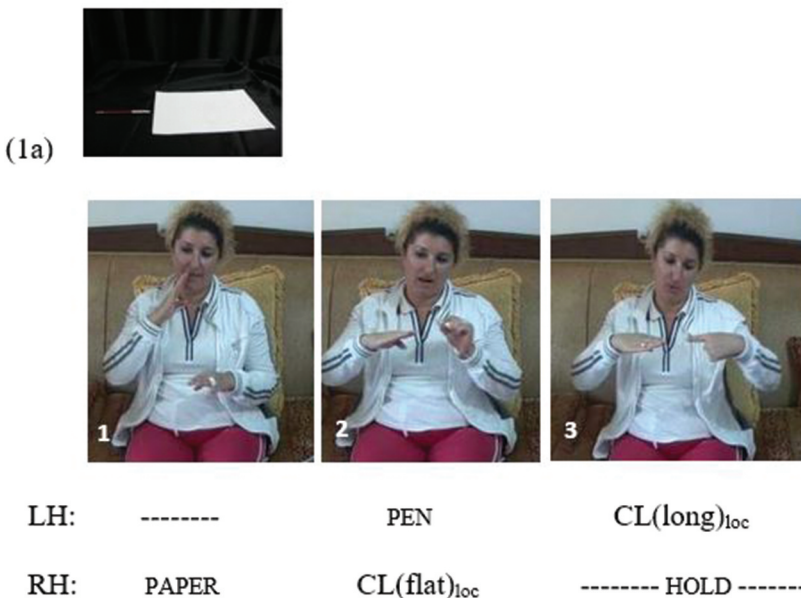 (1a)
1 2 3
LH: -------- PEN CL(long)loc
RH: PAPER CL(flat)loc -------- HOLD -------